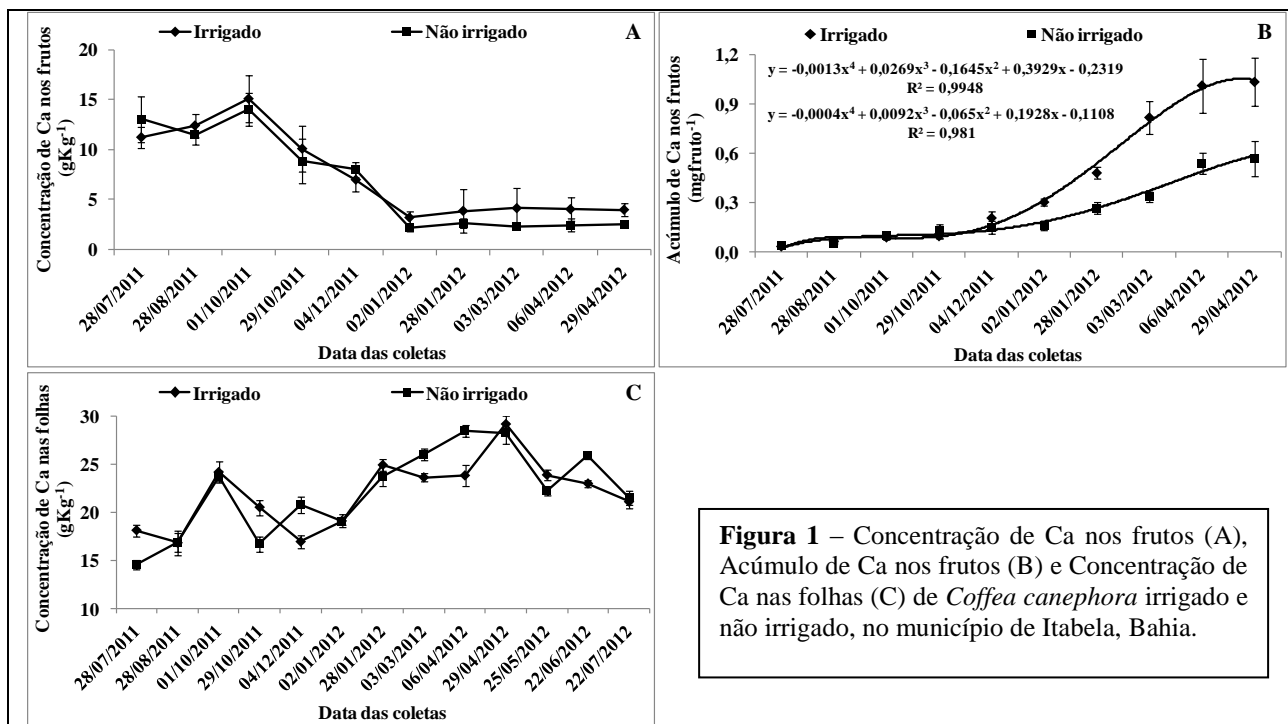 Irrigado
Não irrigado
A
Concentração de Ca nos frutos
(gKg-1)
20
15
10
5
0
28/07/2011
28/08/2011
01/10/2011
29/10/2011
04/12/2011
02/01/2012
28/01/2012
03/03/2012
06/04/2012
29/04/2012
Data das coletas
Irrigado
Não irrigado
B
y = -0,0013x4 + 0,0269x3 - 0,1645x2 + 0,3929x - 0,2319
R2 = 0,9948
y = -0,0004x4 + 0,0092x3 - 0,065x2 + 0,1928x - 0,1108
R2 = 0,981
Acúmulo de Ca nos frutos
(mgfruto-1)
1,2
0,9
0,6
0,3
0,0
28/07/2011
28/08/2011
01/10/2011
29/10/2011
04/12/2011
02/01/2012
28/01/2012
03/03/2012
06/04/2012
29/04/2012
Data das coletas
Irrigado
Não irrigado
C
Concentração de Ca nas folhas
(gKg-1)
30
25
20
15
10
28/07/2011
28/08/2011
01/10/2011
29/10/2011
04/12/2011
02/01/2012
28/01/2012
03/03/2012
06/04/2012
29/04/2012
25/05/2012
22/06/2012
22/07/2012
Data das coletas
Figura 1 – Concentração de Ca nos frutos (A),
Acúmulo de Ca nos frutos (B) e Concentração de
Ca nas folhas (C) de Coffea canephora irrigado e
não irrigado, no município de Itabela, Bahia.